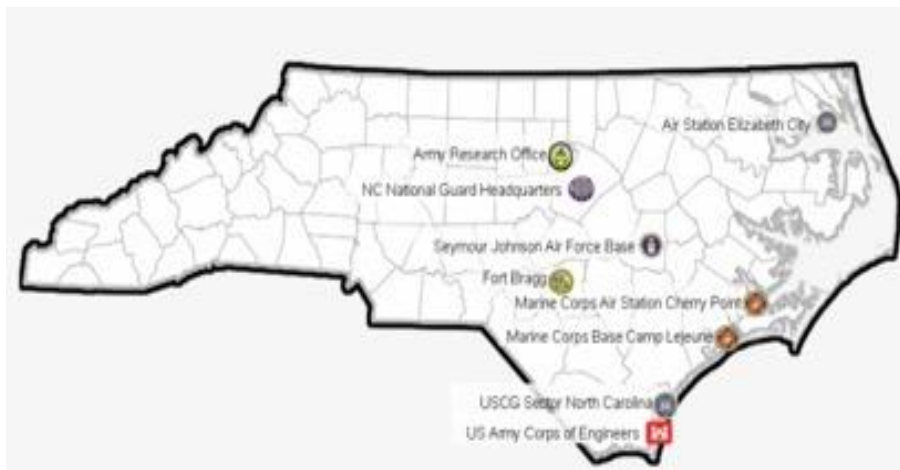 Air Station Elizabeth City
Army Research Office
NC National Guard Headquarters
Seymour Johnson Air Force Base
Fort Bragg
Marine Corps Air Station Cherry Point
Marine Corps Base Camp Lejeune
USCG Sector North Carolina
US Army Corps of Engineers